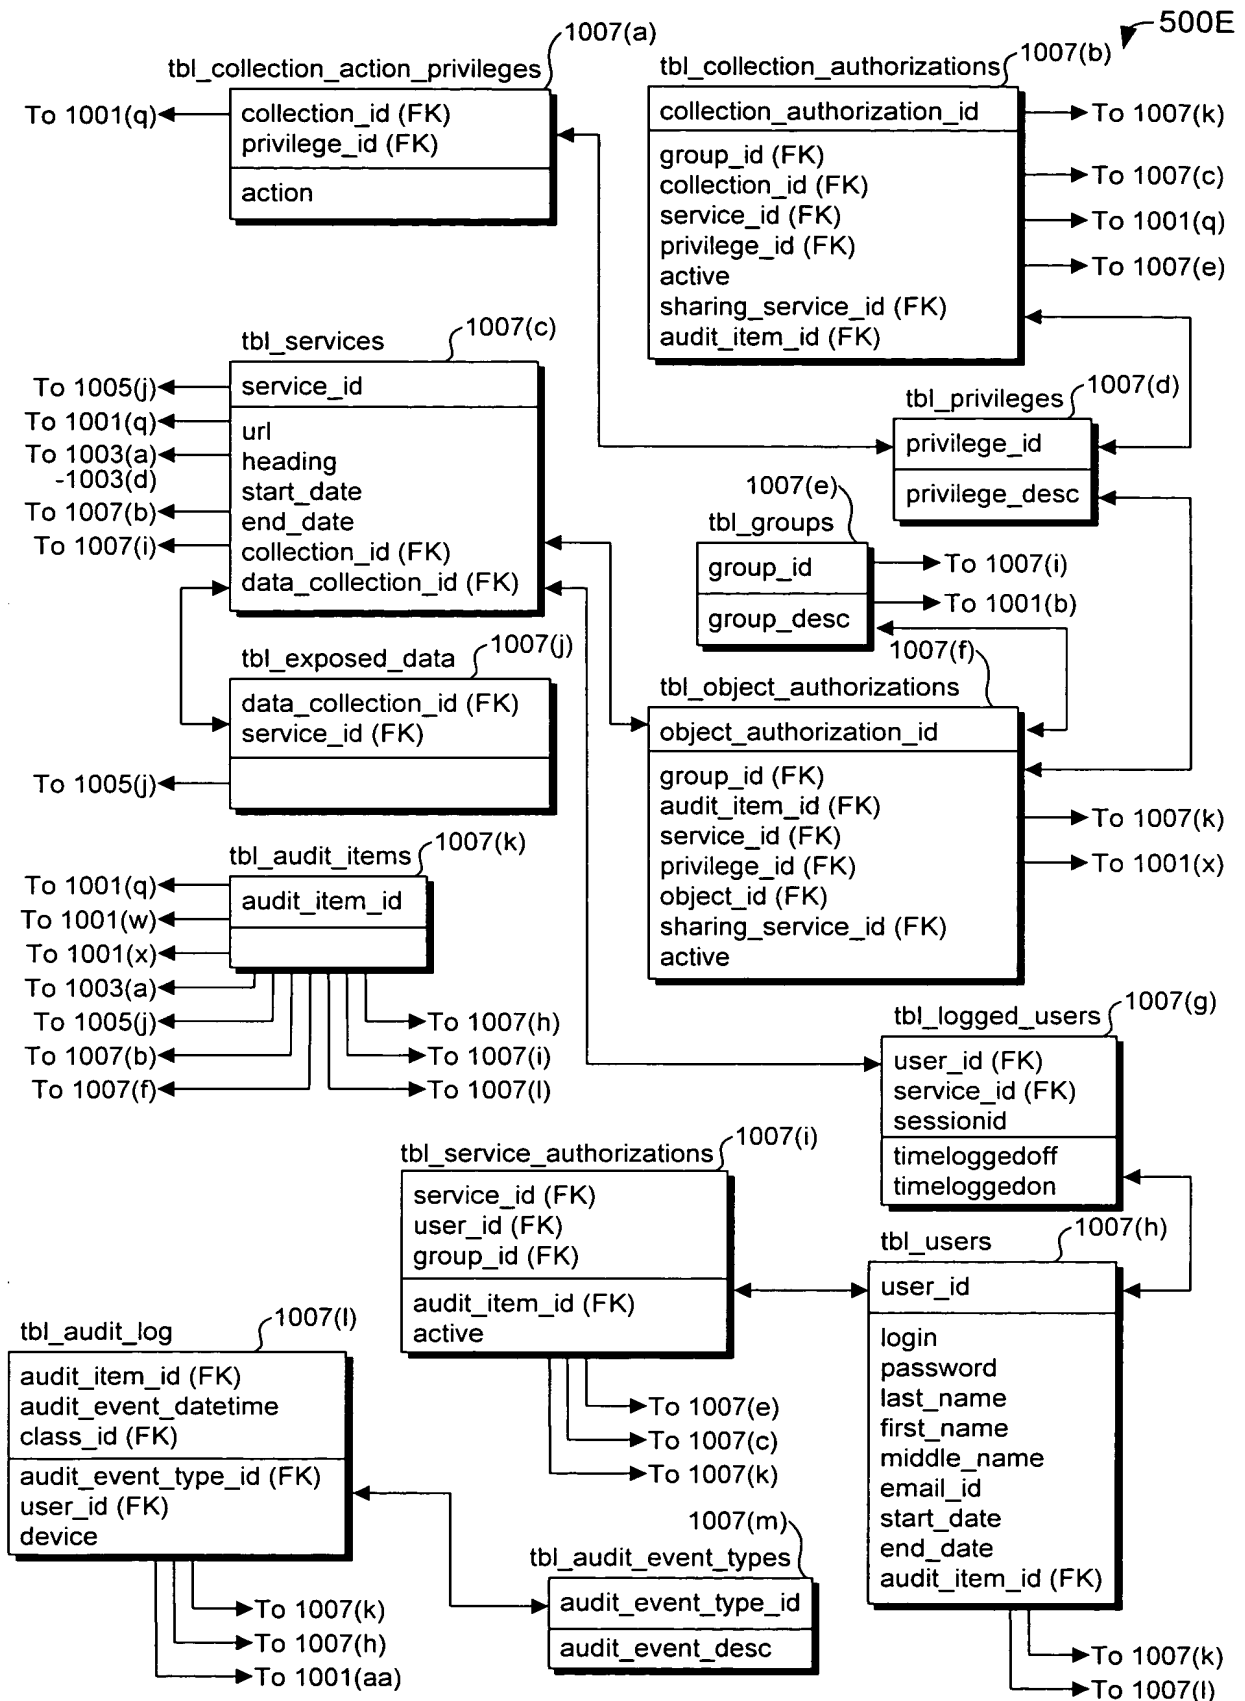 500E
1007(a)
tbl_collection_action_privileges
To 1001(q)
collection_id (FK)
privilege_id (FK)
action
1007(b)
tbl_collection_authorizations
collection_authorization_id
group_id (FK)
collection_id (FK)
service_id (FK)
privilege_id (FK)
active
sharing_service_id (FK)
audit_item_id (FK)
To 1007(k)
To 1007(c)
To 1001(q)
To 1007(e)
1007(c)
tbl_services
service_id
url
heading
start_date
end_date
collection_id (FK)
data_collection_id (FK)
To 1005(j)
To 1001(q)
To 1003(a)
-1003(d)
To 1007(b)
To 1007(i)
1007(d)
tbl_privileges
privilege_id
privilege_desc
1007(e)
tbl_groups
group_id
group_desc
To 1007(i)
To 1001(b)
1007(j)
tbl_exposed_data
data_collection_id (FK)
service_id (FK)
To 1005(j)
1007(f)
tbl_object_authorizations
object_authorization_id
group_id (FK)
audit_item_id (FK)
service_id (FK)
privilege_id (FK)
object_id (FK)
sharing_service_id (FK)
active
To 1007(k)
To 1001(x)
1007(k)
tbl_audit_items
audit_item_id
To 1001(q)
To 1001(w)
To 1001(x)
To 1003(a)
To 1005(j)
To 1007(b)
To 1007(f)
To 1007(h)
To 1007(i)
To 1007(l)
1007(g)
tbl_logged_users
user_id (FK)
service_id (FK)
sessionid
timeloggedoff
timeloggedon
1007(i)
tbl_service_authorizations
service_id (FK)
user_id (FK)
group_id (FK)
audit_item_id (FK)
active
To 1007(e)
To 1007(c)
To 1007(k)
1007(h)
tbl_users
user_id
login
password
last_name
first_name
middle_name
email_id
start_date
end_date
audit_item_id (FK)
To 1007(k)
To 1007(l)
1007(l)
tbl_audit_log
audit_item_id (FK)
audit_event_datetime
class_id (FK)
audit_event_type_id (FK)
user_id (FK)
device
To 1007(k)
To 1007(h)
To 1001(aa)
1007(m)
tbl_audit_event_types
audit_event_type_id
audit_event_desc